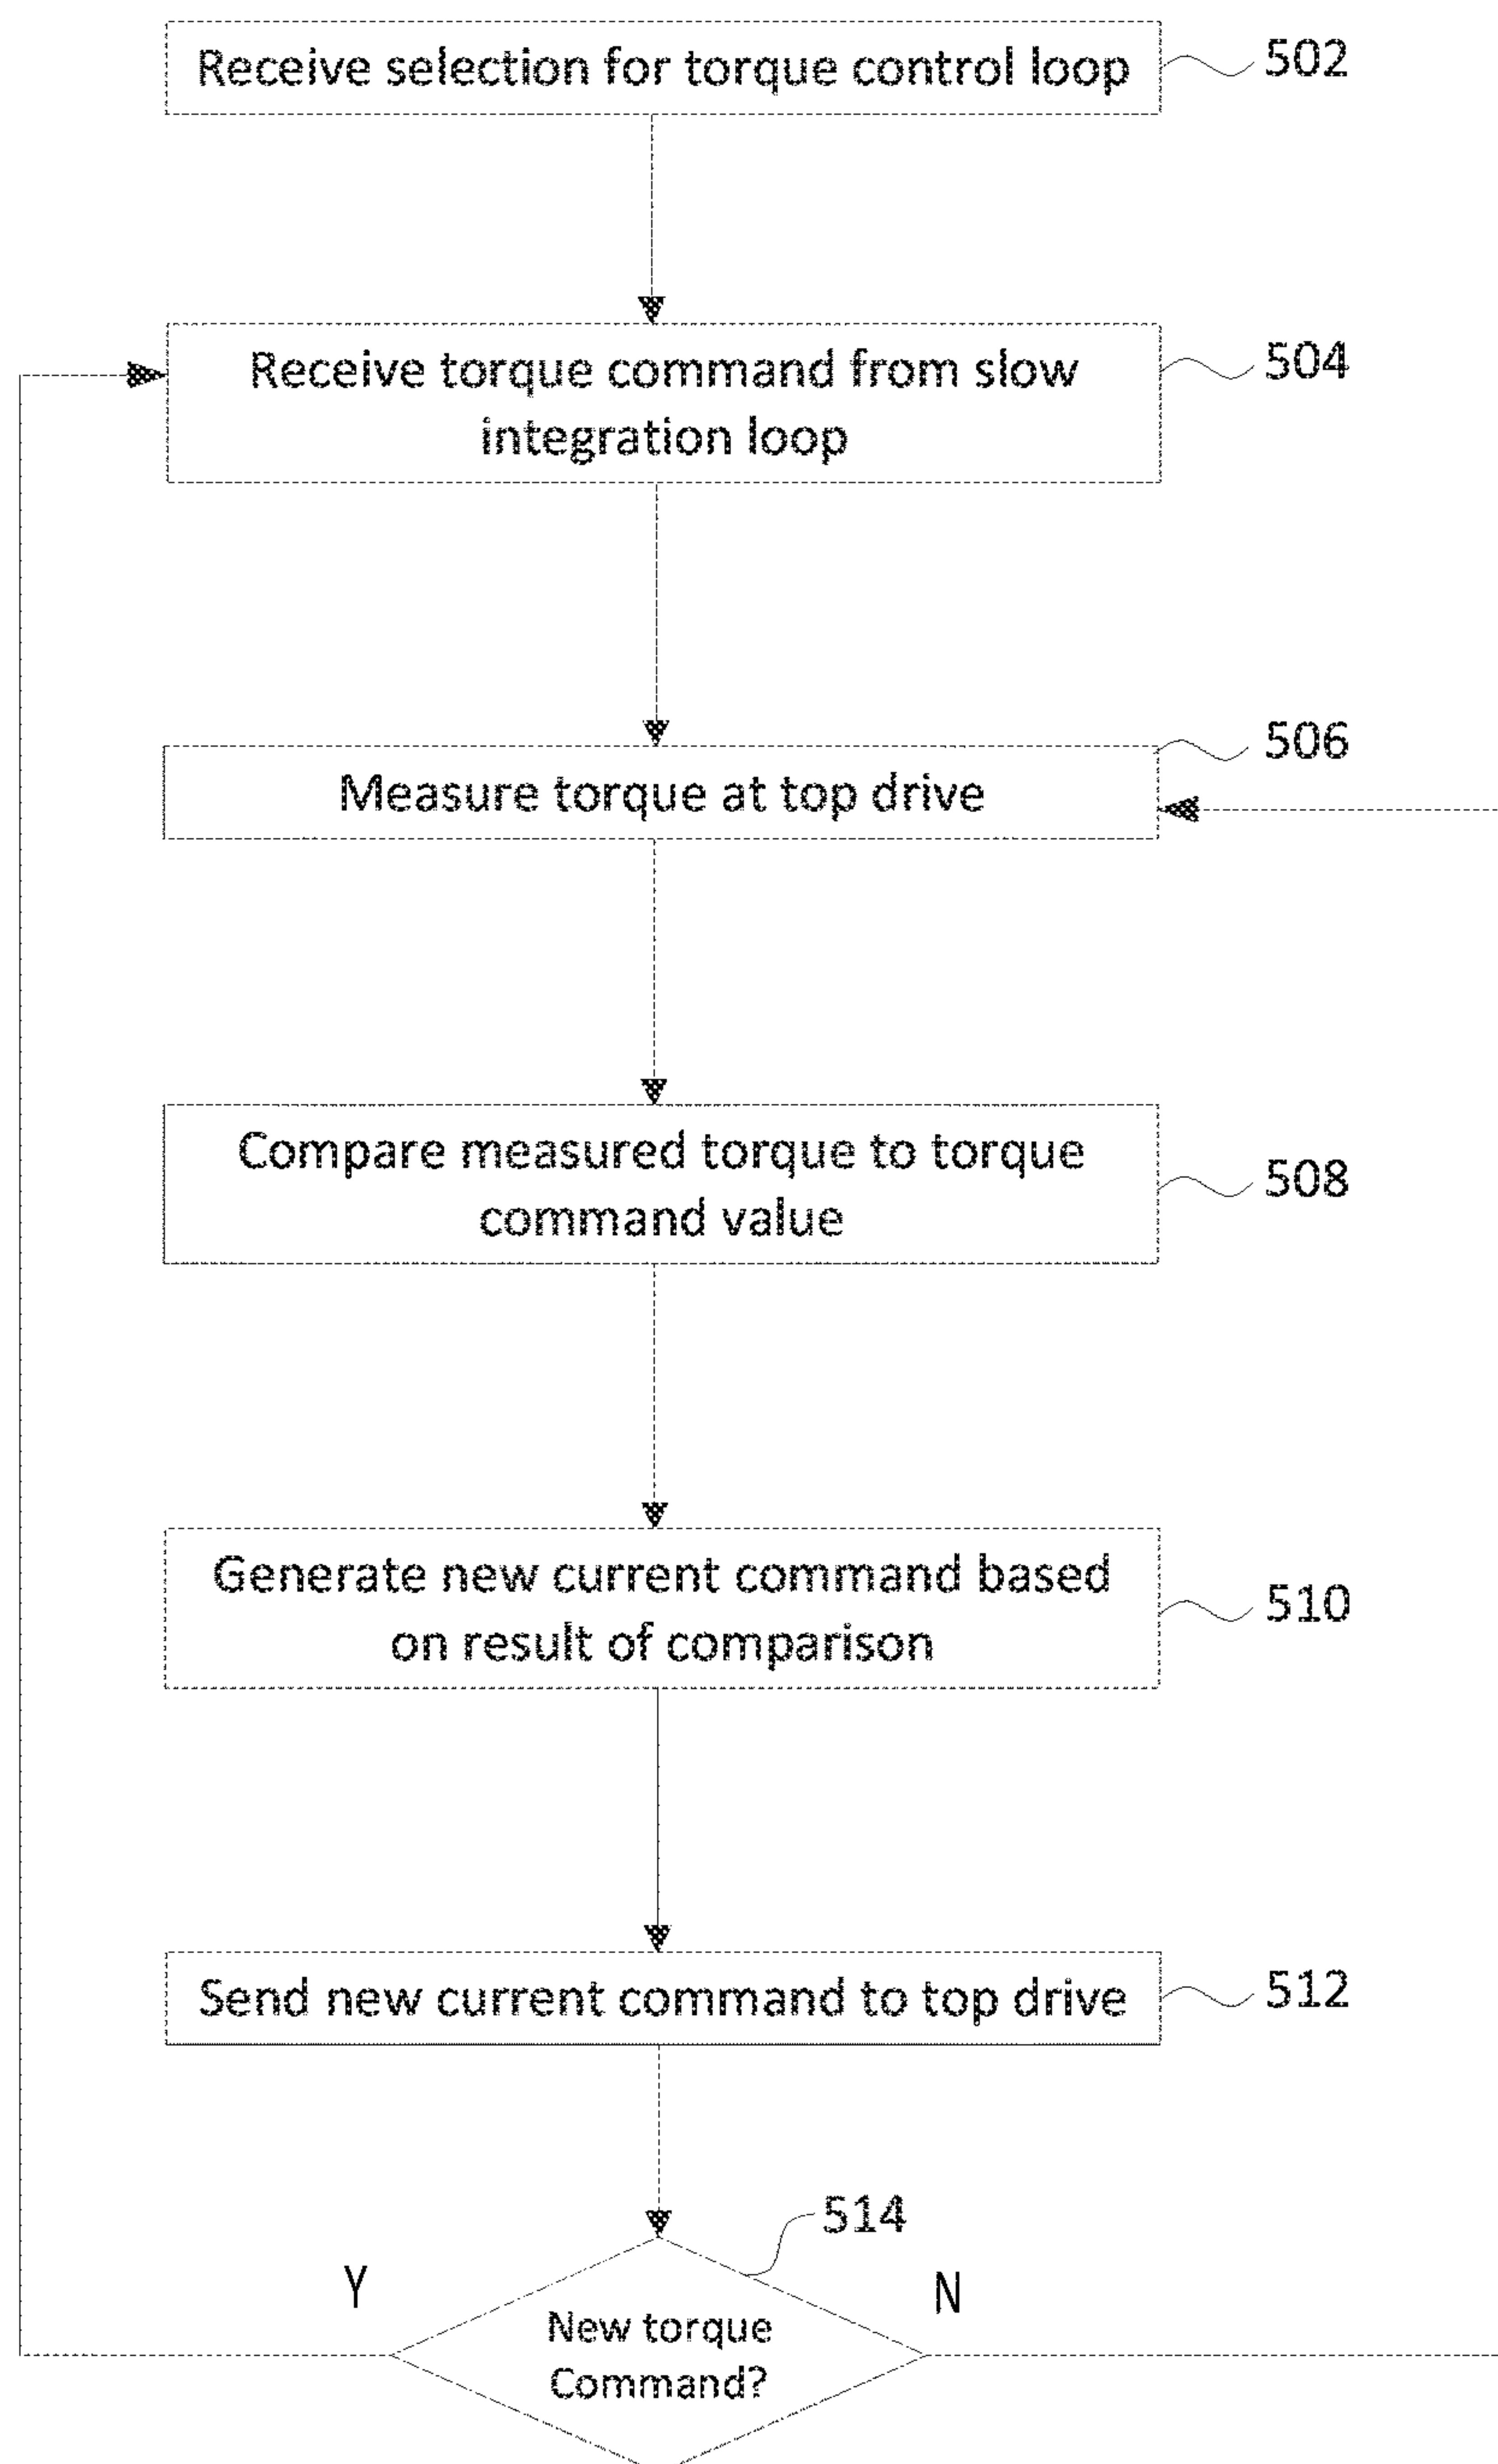 Receive selection for torque control loop
502
Receive torque command from slow
integration loop
504
506
Measure torque at top drive
Compare measured torque to torque
command value
508
Generate new current command based
on result of comparison
510
Send new current command to top drive
512
514
Y
N
New torque
Command?